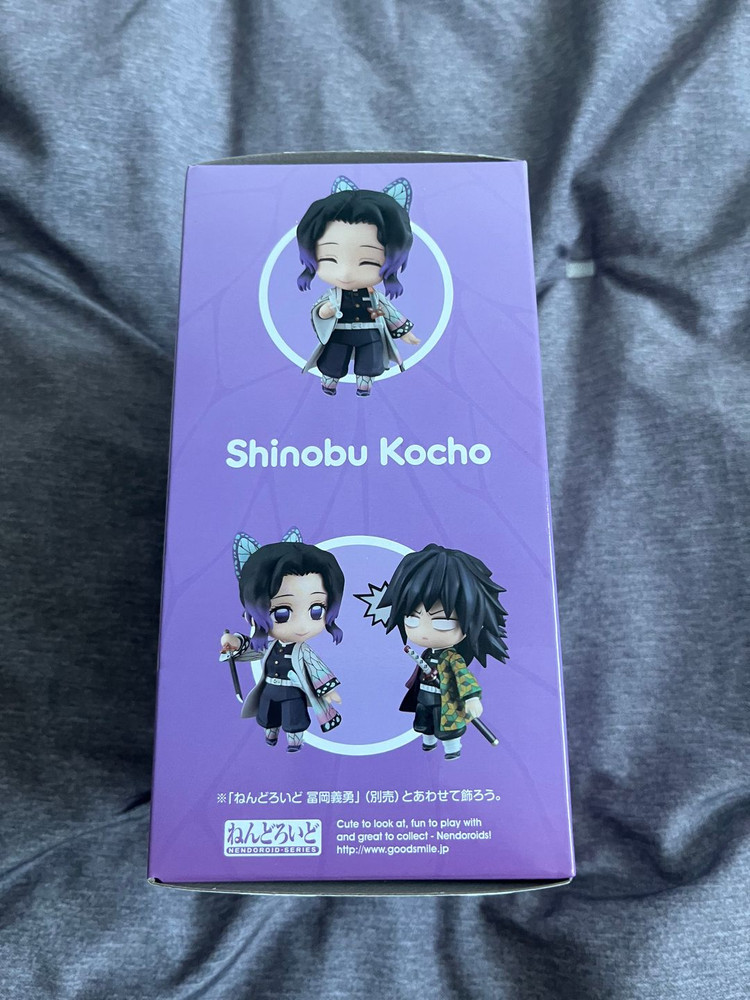 Shinobu Kocho
※「ねんどろいど 冨岡義勇」(別売)とあわせて飾ろう。
ねんどろいど
NENDOROID-SERIES
Cute to look at, fun to play with
and great to collect - Nendoroids!
http://www.goodsmile.jp